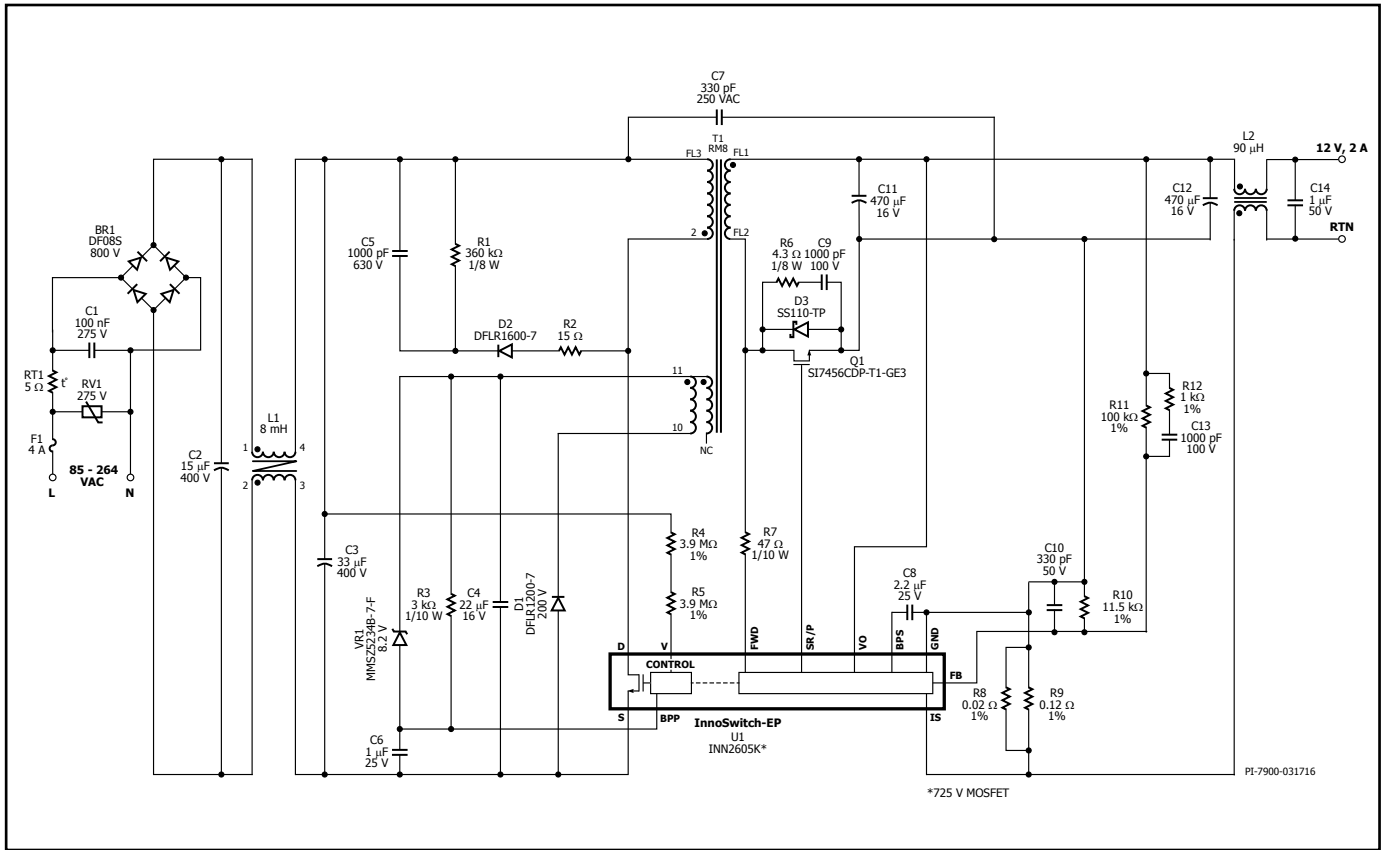 C7
330 pF
250 VAC
T1
RM8
FL3
FL1
2
FL2
L2
90 µH
12 V, 2 A
C14
1 µF
50 V
RTN
C12
470 µF
16 V
C11
470 µF
16 V
BR1
DF08S
800 V
C5
1000 pF
630 V
R1
360 kΩ
1/8 W
R6
4.3 Ω
1/8 W
C9
1000 pF
100 V
D3
SS110-TP
Q1
SI7456CDP-T1-GE3
D2
DFLR1600-7
R2
15 Ω
C1
100 nF
275 V
RT1
5 Ω
t°
RV1
275 V
F1
4 A
85 - 264
VAC
L
N
C2
15 µF
400 V
L1
8 mH
1
4
2
3
11
10
NC
R11
100 kΩ
1%
R12
1 kΩ
1%
C13
1000 pF
100 V
C3
33 µF
400 V
R3
3 kΩ
1/10 W
C4
22 µF
16 V
VR1
MMSZ5234B-7-F
8.2 V
D1
DFLR1200-7
200 V
R4
3.9 MΩ
1%
R5
3.9 MΩ
1%
R7
47 Ω
1/10 W
C8
2.2 µF
25 V
C10
330 pF
50 V
R10
11.5 kΩ
1%
D
V
FWD
SR/P
VO
BPS
GND
CONTROL
FB
S
BPP
IS
InnoSwitch-EP
U1
INN2605K*
R8
0.02 Ω
1%
R9
0.12 Ω
1%
C6
1 µF
25 V
*725 V MOSFET
PI-7900-031716